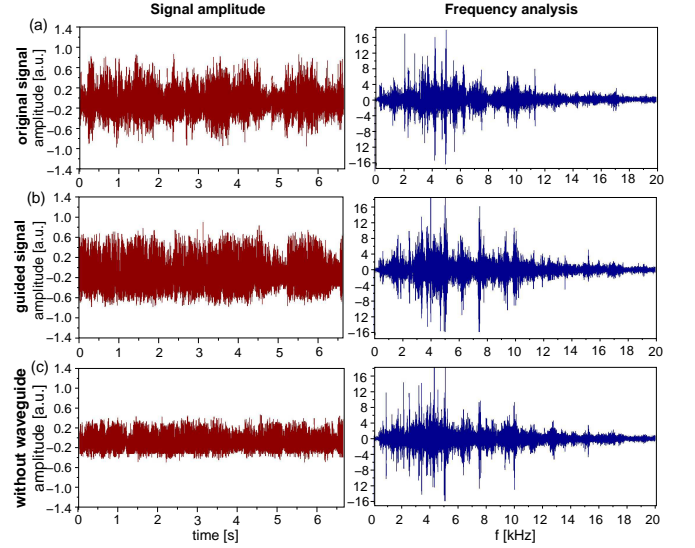 Signal amplitude
Frequency analysis
(a)
original signal
amplitude [a.u.]
1.4
1.0
0.6
0.2
−0.2
−0.6
−1.0
−1.4
0 1 2 3 4 5 6
16
12
8
4
0
−4
−8
−12
−16
0 2 4 6 8 10 12 14 16 18 20
(b)
guided signal
amplitude [a.u.]
1.4
1.0
0.6
0.2
−0.2
−0.6
−1.0
−1.4
0 1 2 3 4 5 6
16
12
8
4
0
−4
−8
−12
−16
0 2 4 6 8 10 12 14 16 18 20
(c)
without waveguide
amplitude [a.u.]
1.4
1.0
0.6
0.2
−0.2
−0.6
−1.0
−1.4
0 1 2 3 4 5 6
time [s]
16
12
8
4
0
−4
−8
−12
−16
0 2 4 6 8 10 12 14 16 18 20
f [kHz]